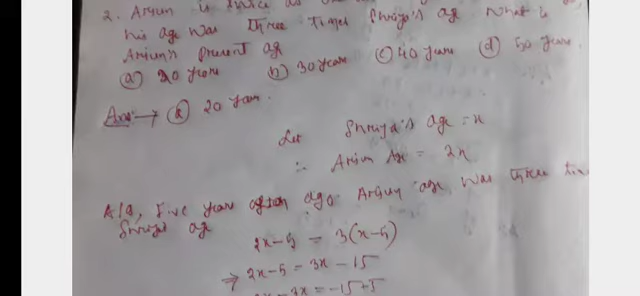 2. Arjun is twice as
his age was three times Shreya's age what is
Arjun's present ag
(a) 20 years (b) 30 years (c) 40 years (d) 50 years
Ans → (a) 20 years.
Let Shreya's age = x
∴ Arjun Age = 2x
A/Q, Five years ago Arjun age was three
Shreya age
2x-5 = 3(x-5)
⇒ 2x-5 = 3x-15
= -15+5